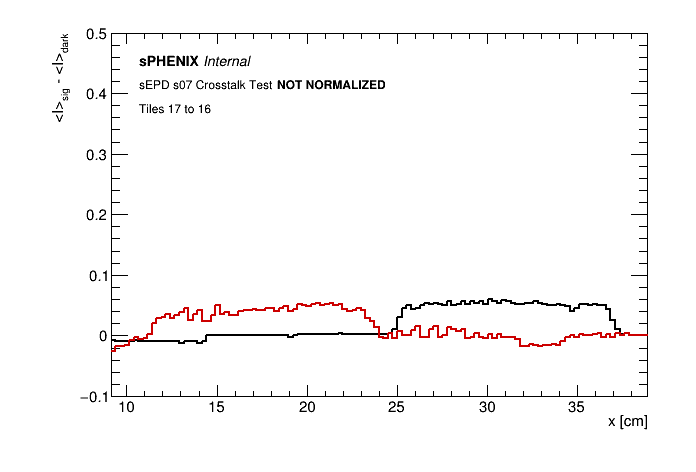 <I>sig - <I>dark
0.5
0.4
0.3
0.2
0.1
0
−0.1
sPHENIX Internal
sEPD s07 Crosstalk Test NOT NORMALIZED
Tiles 17 to 16
10 15 20 25 30 35
x [cm]